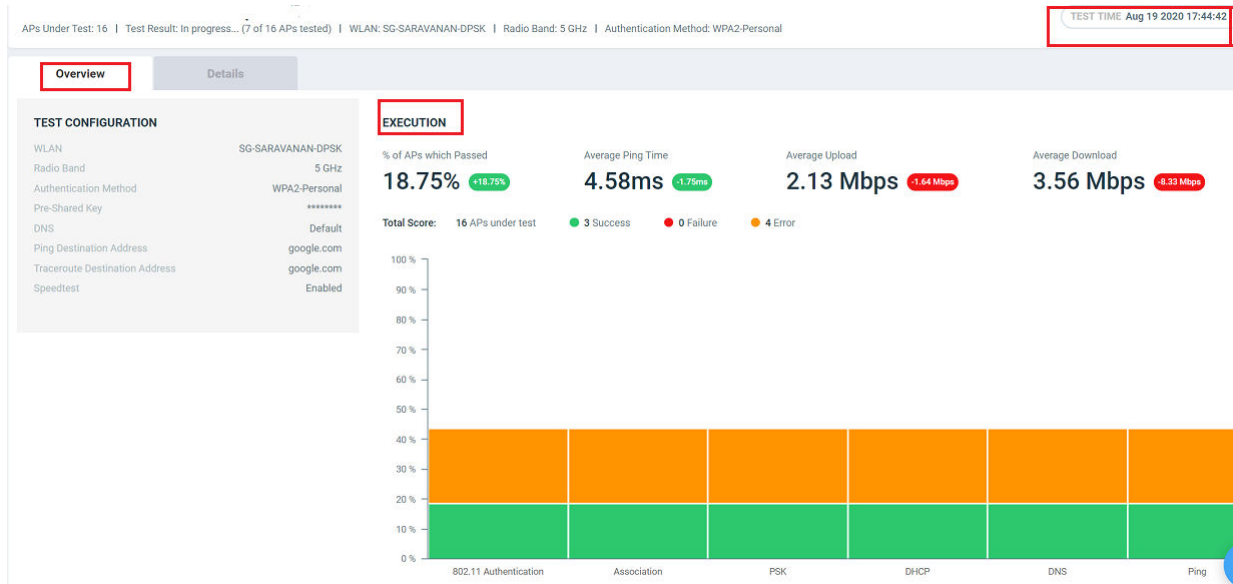 APs Under Test: 16 | Test Result: In progress... (7 of 16 APs tested) | WLAN: SG-SARAVANAN-DPSK | Radio Band: 5 GHz | Authentication Method: WPA2-Personal
TEST TIME Aug 19 2020 17:44:42
Overview
Details
TEST CONFIGURATION
WLAN SG-SARAVANAN-DPSK
Radio Band 5 GHz
Authentication Method WPA2-Personal
Pre-Shared Key ********
DNS Default
Ping Destination Address google.com
Traceroute Destination Address google.com
Speedtest Enabled
EXECUTION
% of APs which Passed
18.75% +18.75%
Average Ping Time
4.58ms -1.75ms
Average Upload
2.13 Mbps -1.64 Mbps
Average Download
3.56 Mbps -8.33 Mbps
Total Score: 16 APs under test 3 Success 0 Failure 4 Error
100 %
90 %
80 %
70 %
60 %
50 %
40 %
30 %
20 %
10 %
0 %
802.11 Authentication
Association
PSK
DHCP
DNS
Ping